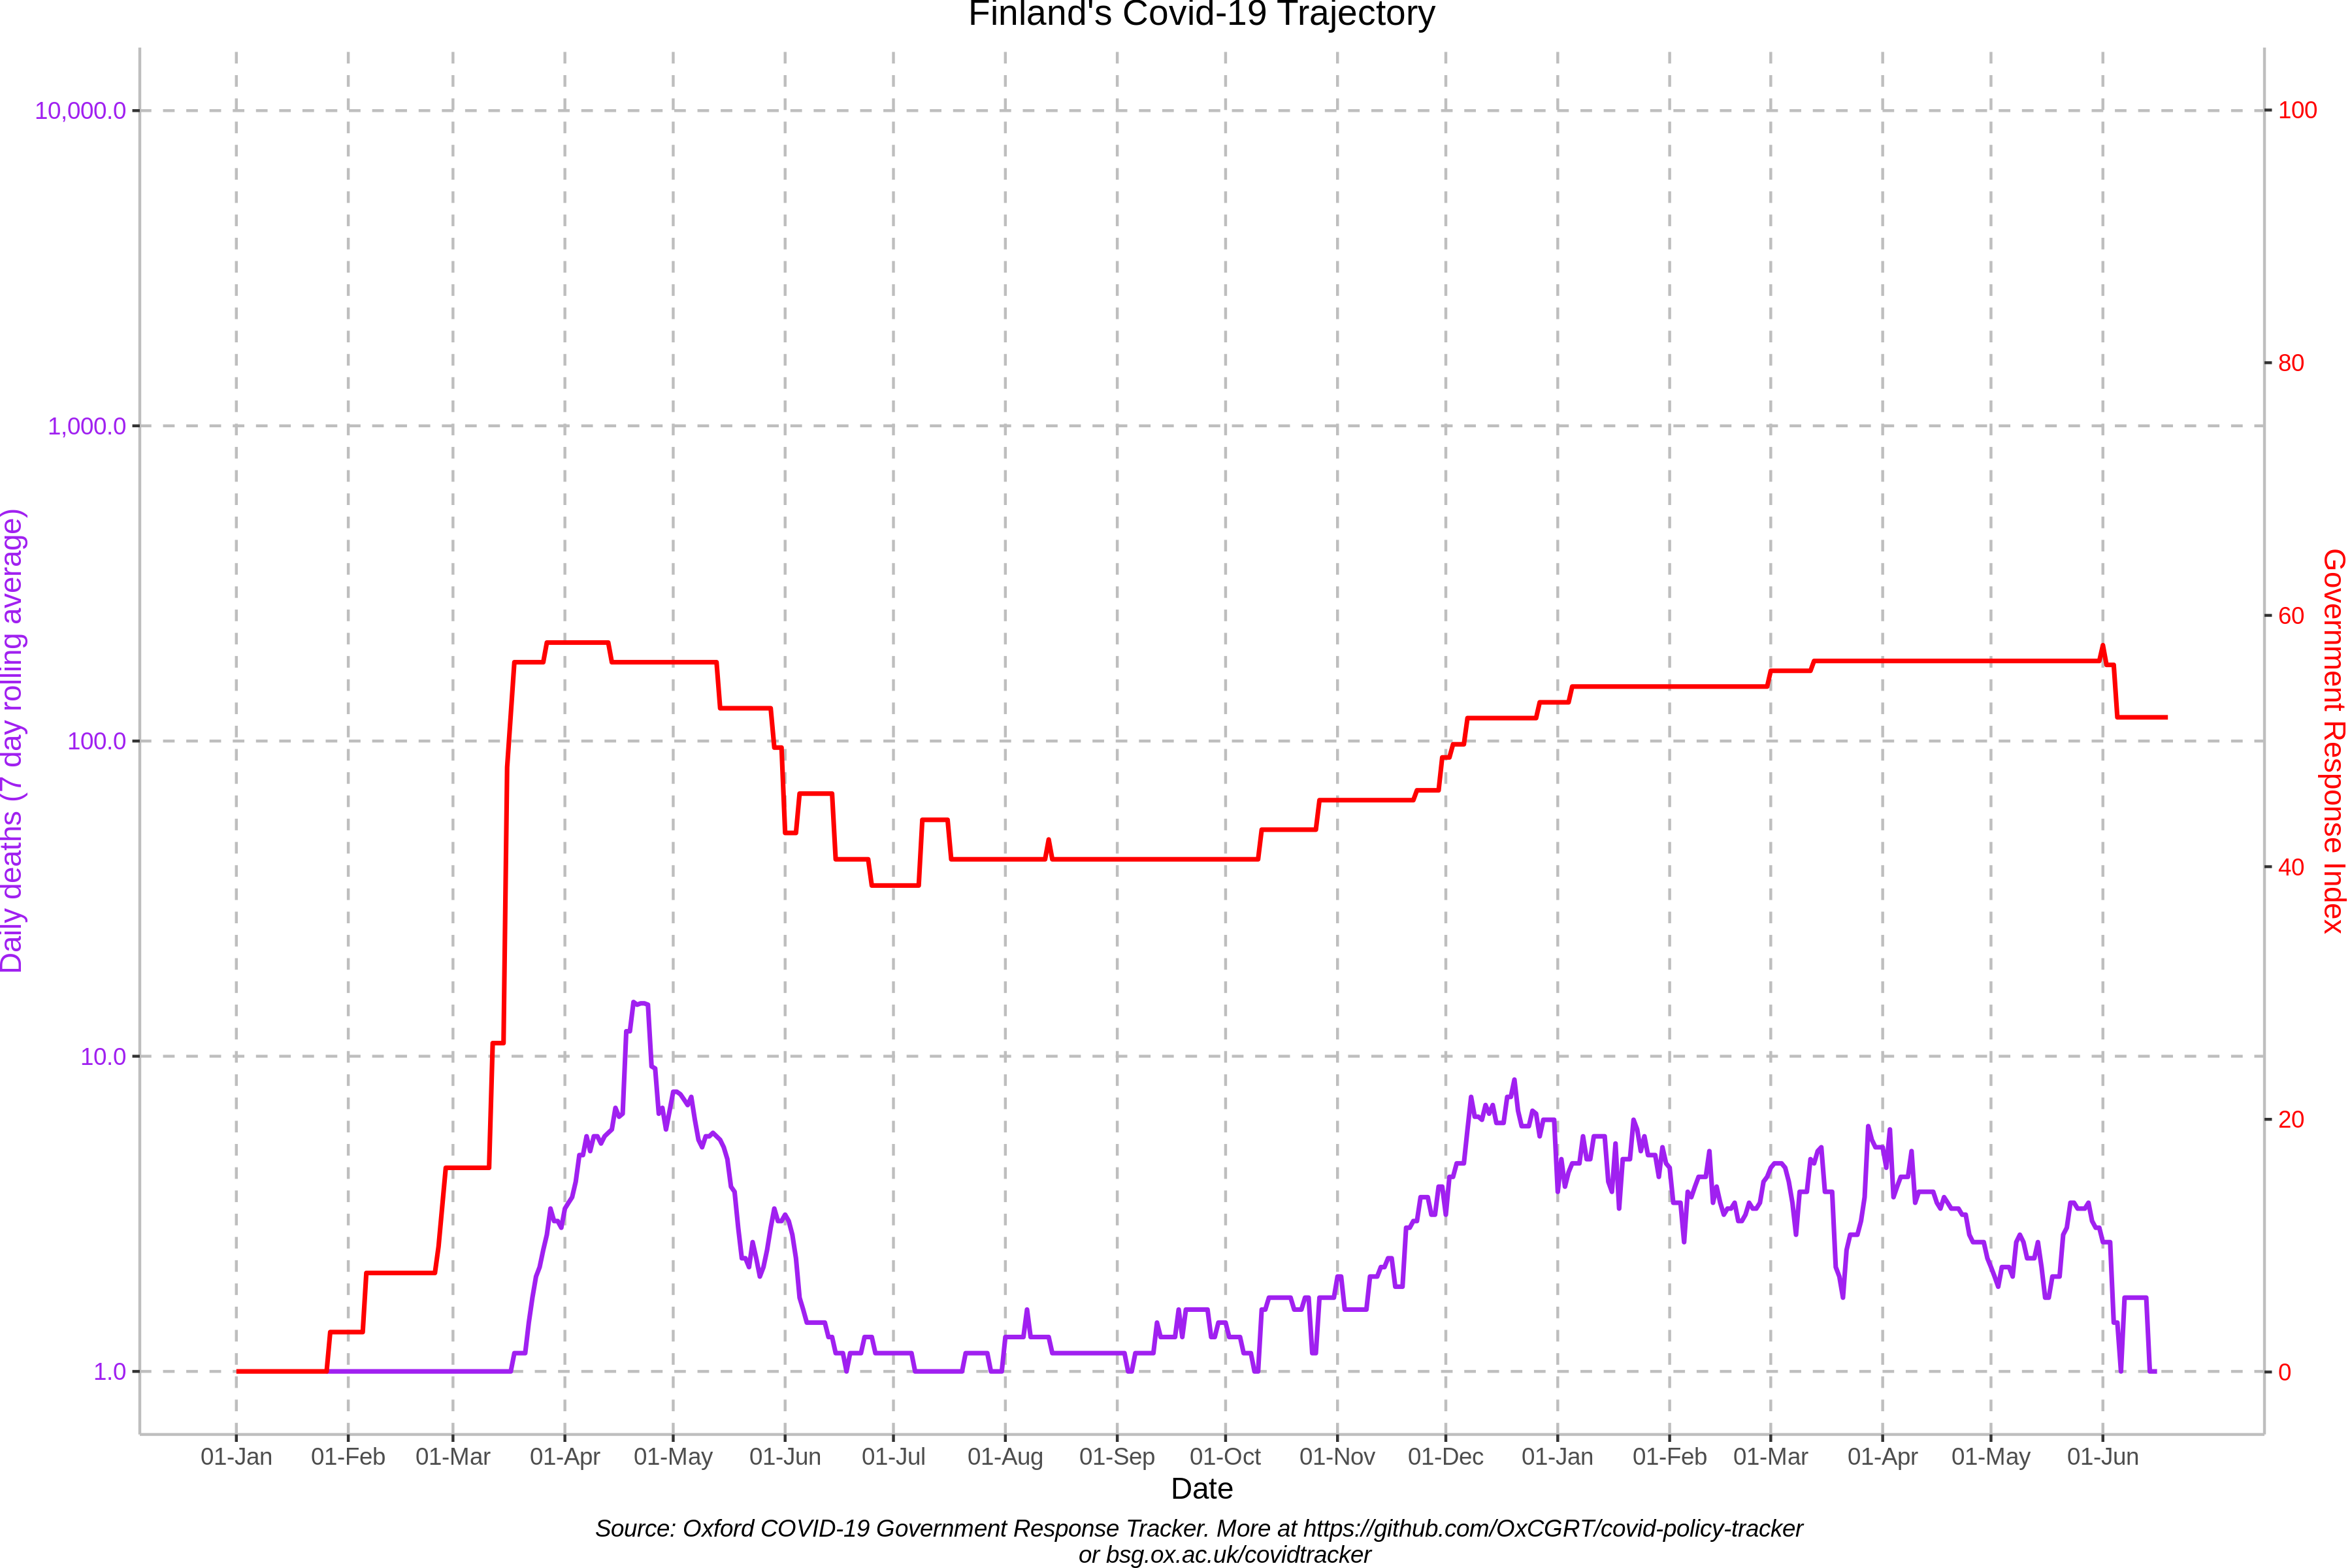 Finland's Covid-19 Trajectory
10,000.0
1,000.0
100.0
10.0
1.0
Daily deaths (7 day rolling average)
100
80
60
40
20
0
Government Response Index
01-Jan 01-Feb 01-Mar 01-Apr 01-May 01-Jun 01-Jul 01-Aug 01-Sep 01-Oct 01-Nov 01-Dec 01-Jan 01-Feb 01-Mar 01-Apr 01-May 01-Jun
Date
Source: Oxford COVID-19 Government Response Tracker. More at https://github.com/OxCGRT/covid-policy-tracker
or bsg.ox.ac.uk/covidtracker